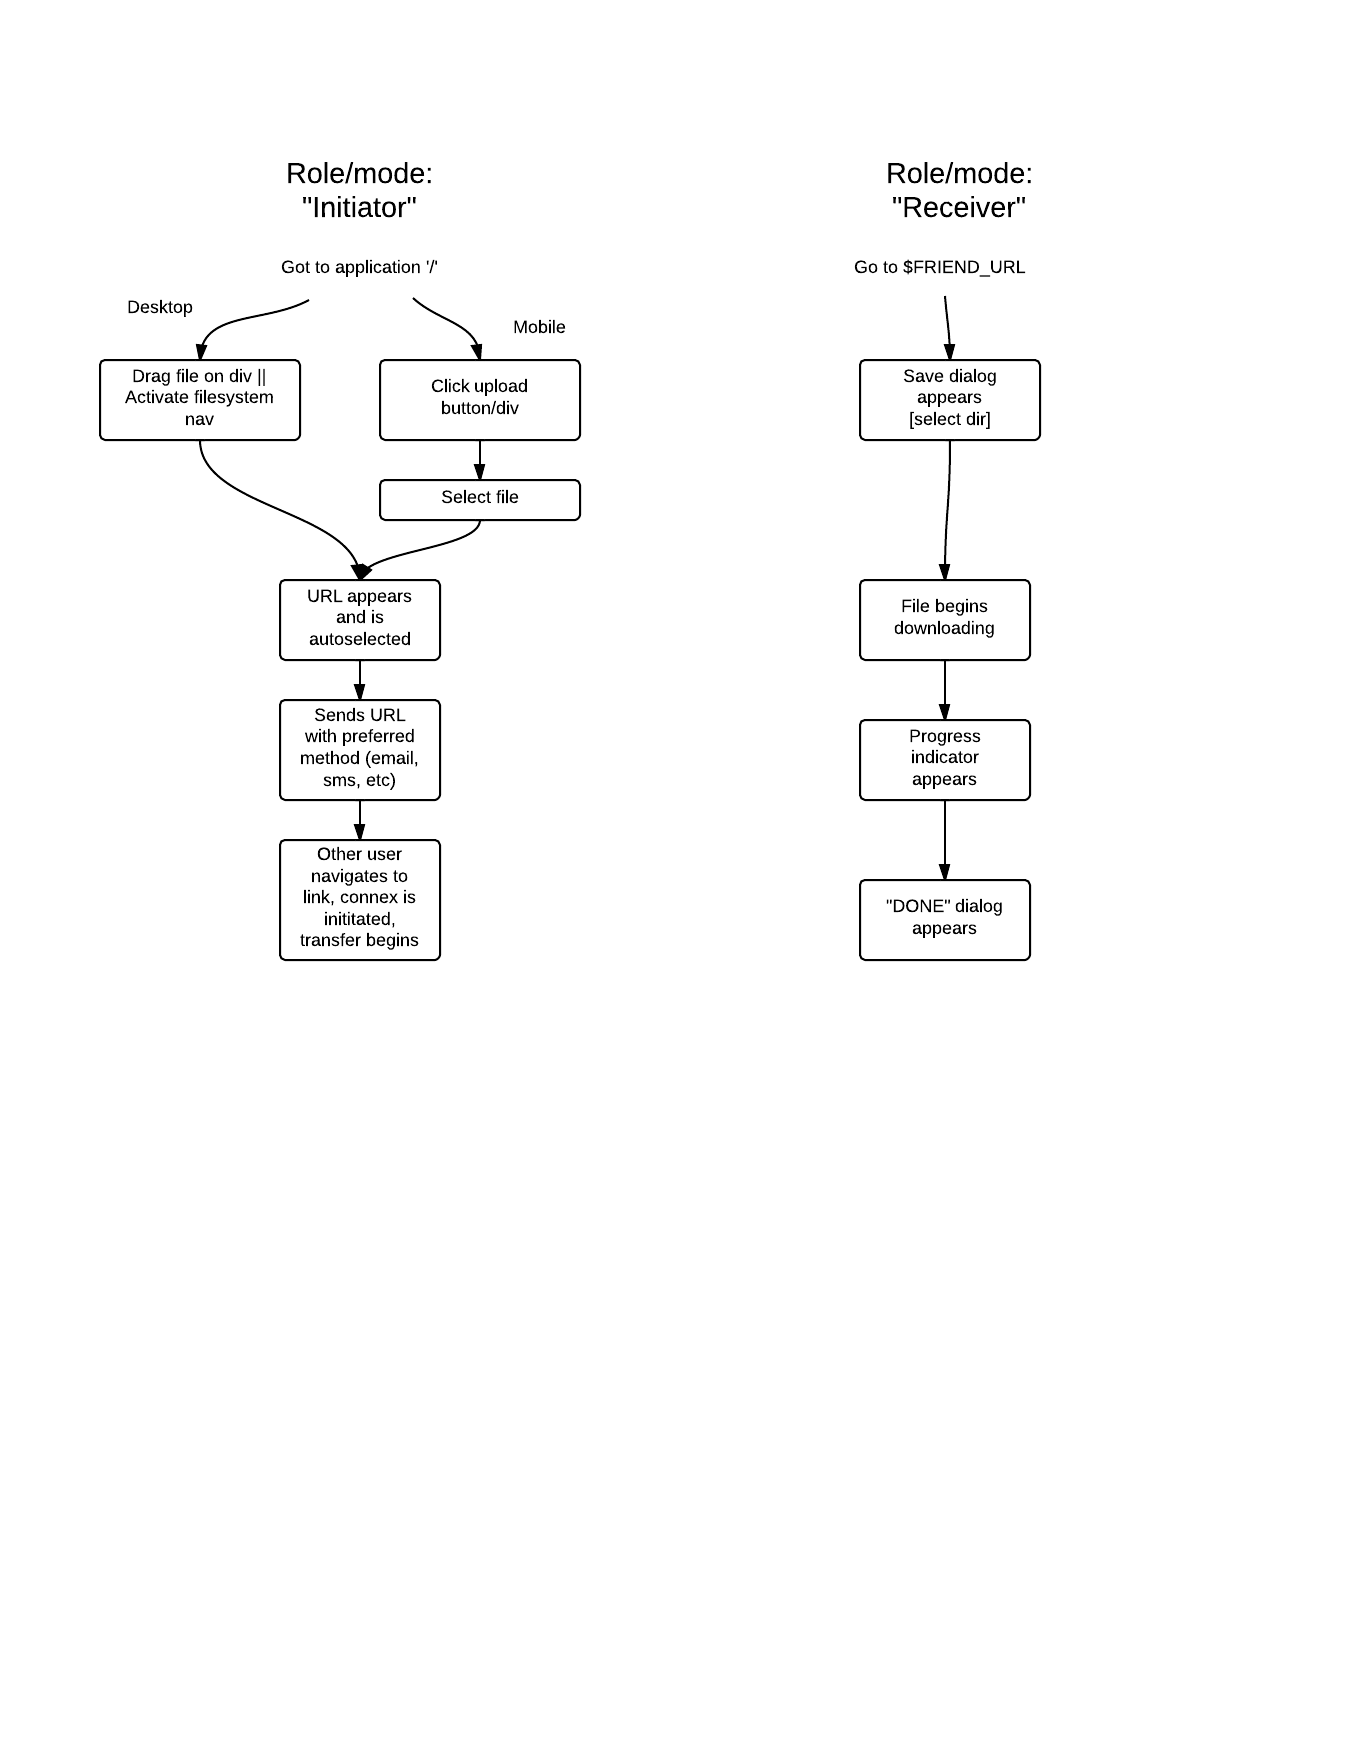 Role/mode:
"Initiator"
Got to application '/'
Desktop
Mobile
Drag file on div ||
Activate filesystem
nav
Click upload
button/div
Select file
URL appears
and is
autoselected
Sends URL
with preferred
method (email,
sms, etc)
Other user
navigates to
link, connex is
inititated,
transfer begins
Role/mode:
"Receiver"
Go to $FRIEND_URL
Save dialog
appears
[select dir]
File begins
downloading
Progress
indicator
appears
"DONE" dialog
appears